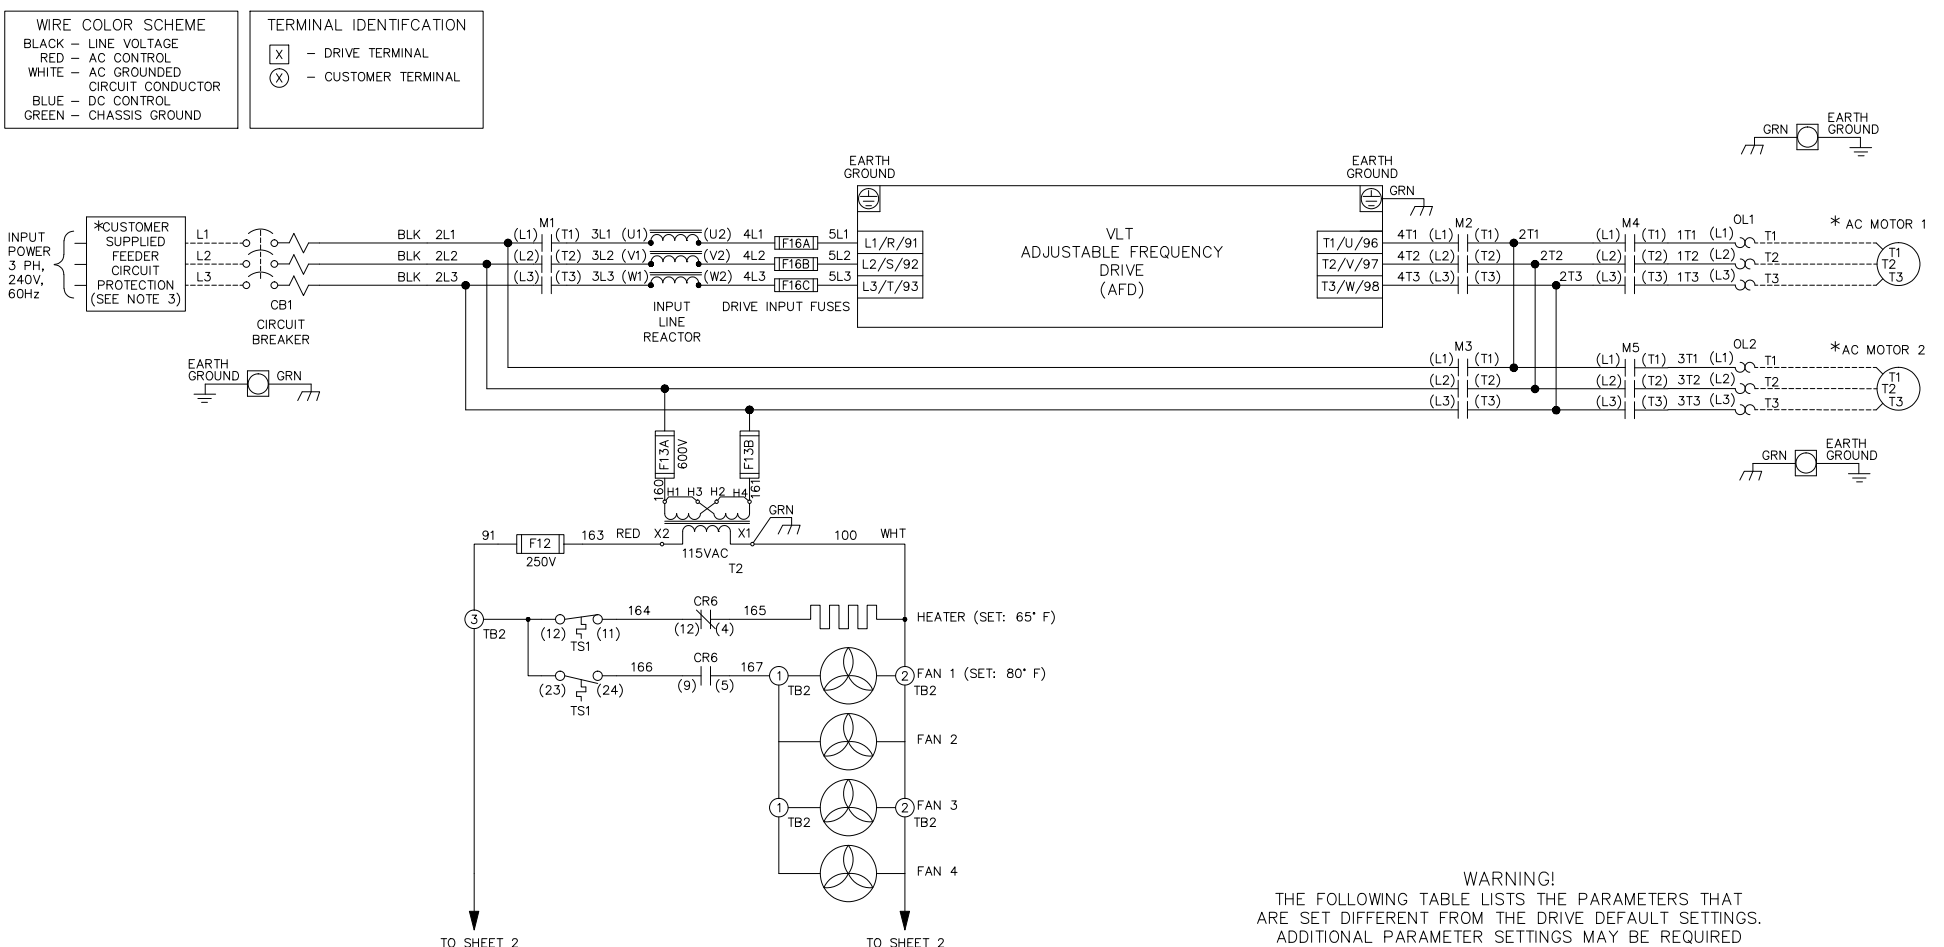 WIRE COLOR SCHEME
BLACK – LINE VOLTAGE
RED – AC CONTROL
WHITE – AC GROUNDED
CIRCUIT CONDUCTOR
BLUE – DC CONTROL
GREEN – CHASSIS GROUND
TERMINAL IDENTIFCATION
X – DRIVE TERMINAL
X – CUSTOMER TERMINAL
GRN
EARTH
GROUND
INPUT
POWER
3 PH,
240V,
60Hz
*CUSTOMER
SUPPLIED
FEEDER
CIRCUIT
PROTECTION
(SEE NOTE 3)
L1
L2
L3
CB1
CIRCUIT
BREAKER
EARTH
GROUND
GRN
BLK 2L1
BLK 2L2
BLK 2L3
M1
(L1) (T1) 3L1 (U1) (U2) 4L1 F16A 5L1
(L2) (T2) 3L2 (V1) (V2) 4L2 F16B 5L2
(L3) (T3) 3L3 (W1) (W2) 4L3 F16C 5L3
INPUT
LINE
REACTOR
DRIVE INPUT FUSES
EARTH
GROUND
L1/R/91
L2/S/92
L3/T/93
VLT
ADJUSTABLE FREQUENCY
DRIVE
(AFD)
EARTH
GROUND
GRN
T1/U/96
T2/V/97
T3/W/98
M2
4T1 (L1) (T1) 2T1
4T2 (L2) (T2) 2T2
4T3 (L3) (T3) 2T3
M4
(L1) (T1) 1T1 (L1) T1
(L2) (T2) 1T2 (L2) T2
(L3) (T3) 1T3 (L3) T3
OL1
* AC MOTOR 1
T1
T2
T3
M3
(L1) (T1)
(L2) (T2)
(L3) (T3)
M5
(L1) (T1) 3T1 (L1) T1
(L2) (T2) 3T2 (L2) T2
(L3) (T3) 3T3 (L3) T3
OL2
*AC MOTOR 2
T1
T2
T3
GRN
EARTH
GROUND
F13A
600V
F13B
160
H1 H3 H2 H4
161
GRN
91
F12
250V
163 RED X2
X1
115VAC
T2
100 WHT
3
TB2
(12) (11)
TS1
164
CR6
(12) (4)
165
HEATER (SET: 65° F)
(23) (24)
TS1
166
CR6
(9) (5)
167
1
TB2
2
TB2
FAN 1 (SET: 80° F)
FAN 2
1
TB2
2
TB2
FAN 3
FAN 4
TO SHEET 2
TO SHEET 2
WARNING!
THE FOLLOWING TABLE LISTS THE PARAMETERS THAT
ARE SET DIFFERENT FROM THE DRIVE DEFAULT SETTINGS.
ADDITIONAL PARAMETER SETTINGS MAY BE REQUIRED